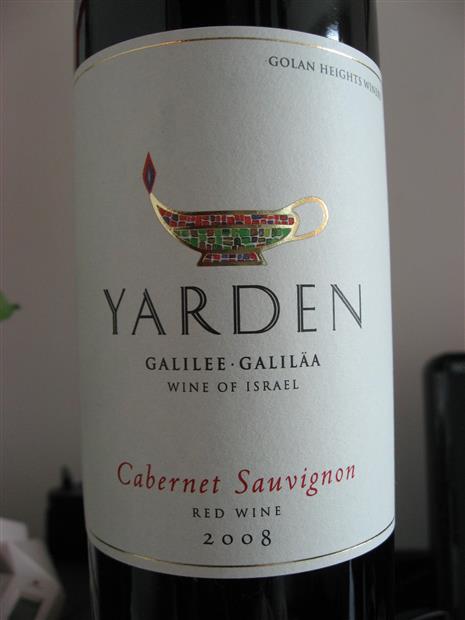 GOLAN HEIGHTS WINERY
YARDEN
GALILEE · GALILÄA
WINE OF ISRAEL
Cabernet Sauvignon
RED WINE
2008